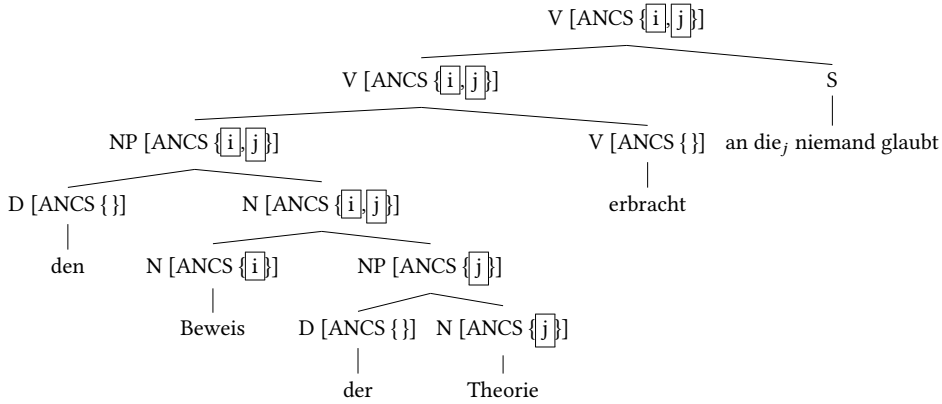 V [ANCS {i,j}]
V [ANCS {i,j}] S
NP [ANCS {i,j}] V [ANCS {}] an die_j niemand glaubt
D [ANCS {}] N [ANCS {i,j}] erbracht
den N [ANCS {i}] NP [ANCS {j}]
Beweis D [ANCS {}] N [ANCS {j}]
der Theorie